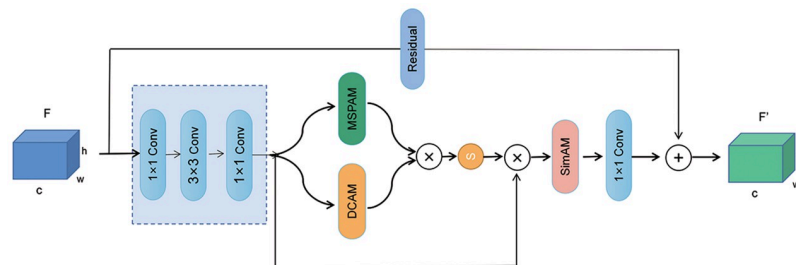 Residual
F
h
w
C
1×1 Conv
3×3 Conv
1×1 Conv
MSPAM
DCAM
×
S
×
SimAM
1×1 Conv
+
F'
C
w